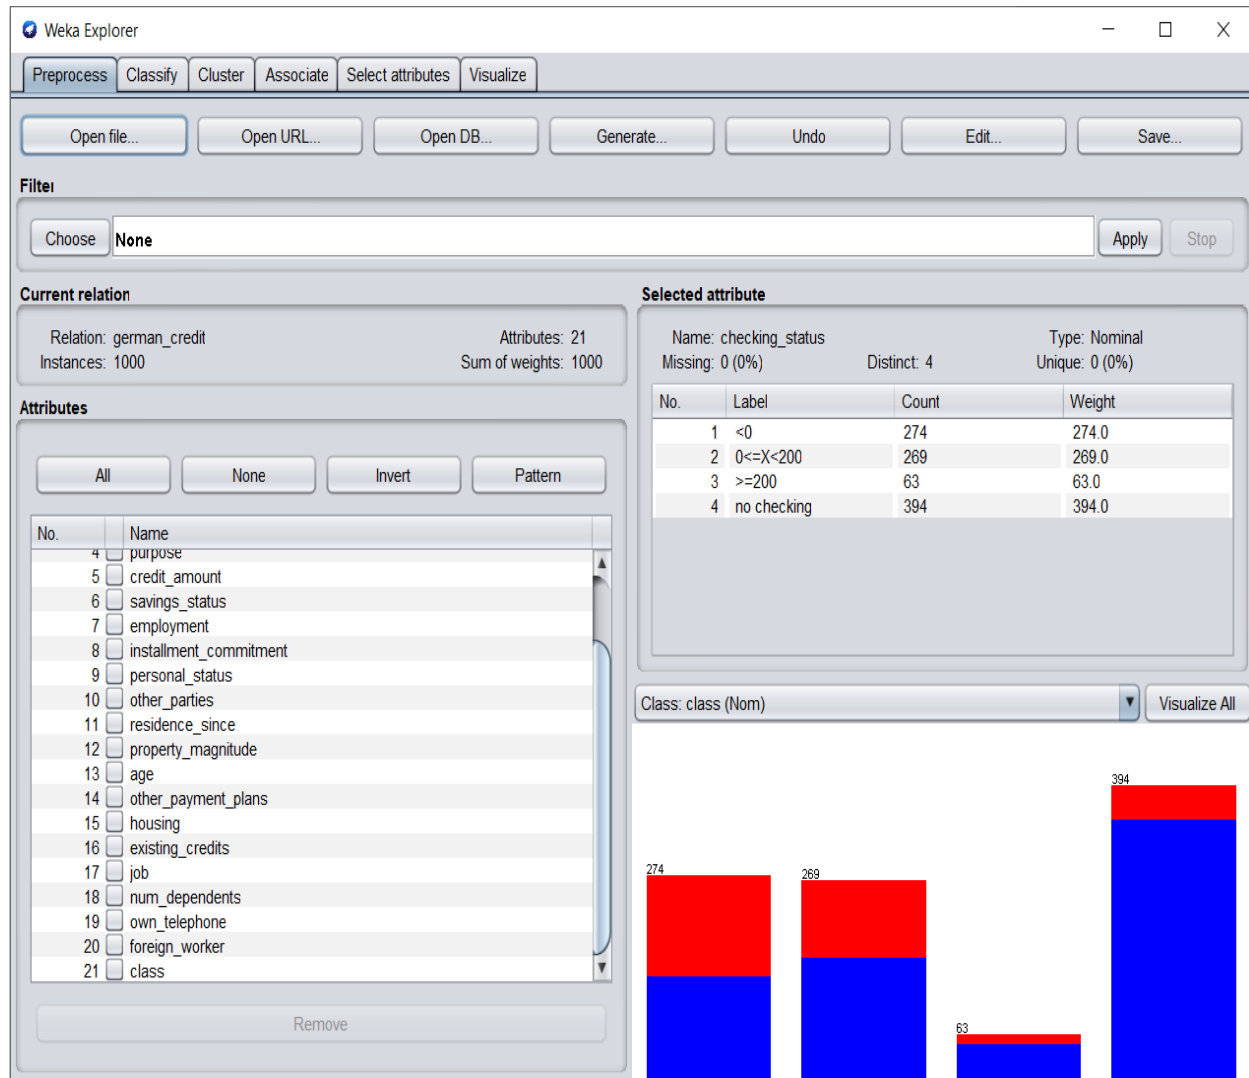 Weka Explorer
Preprocess Classify Cluster Associate Select attributes Visualize
Open file... Open URL... Open DB... Generate... Undo Edit... Save...
Filter
Choose None Apply Stop
Current relation
Relation: german_credit Attributes: 21
Instances: 1000 Sum of weights: 1000
Selected attribute
Name: checking_status Type: Nominal
Missing: 0 (0%) Distinct: 4 Unique: 0 (0%)
No. Label Count Weight
1 <0 274 274.0
2 0<=X<200 269 269.0
3 >=200 63 63.0
4 no checking 394 394.0
Attributes
All None Invert Pattern
No. Name
4 purpose
5 credit_amount
6 savings_status
7 employment
8 installment_commitment
9 personal_status
10 other_parties
11 residence_since
12 property_magnitude
13 age
14 other_payment_plans
15 housing
16 existing_credits
17 job
18 num_dependents
19 own_telephone
20 foreign_worker
21 class
Remove
Class: class (Nom) Visualize All
274
269
63
394